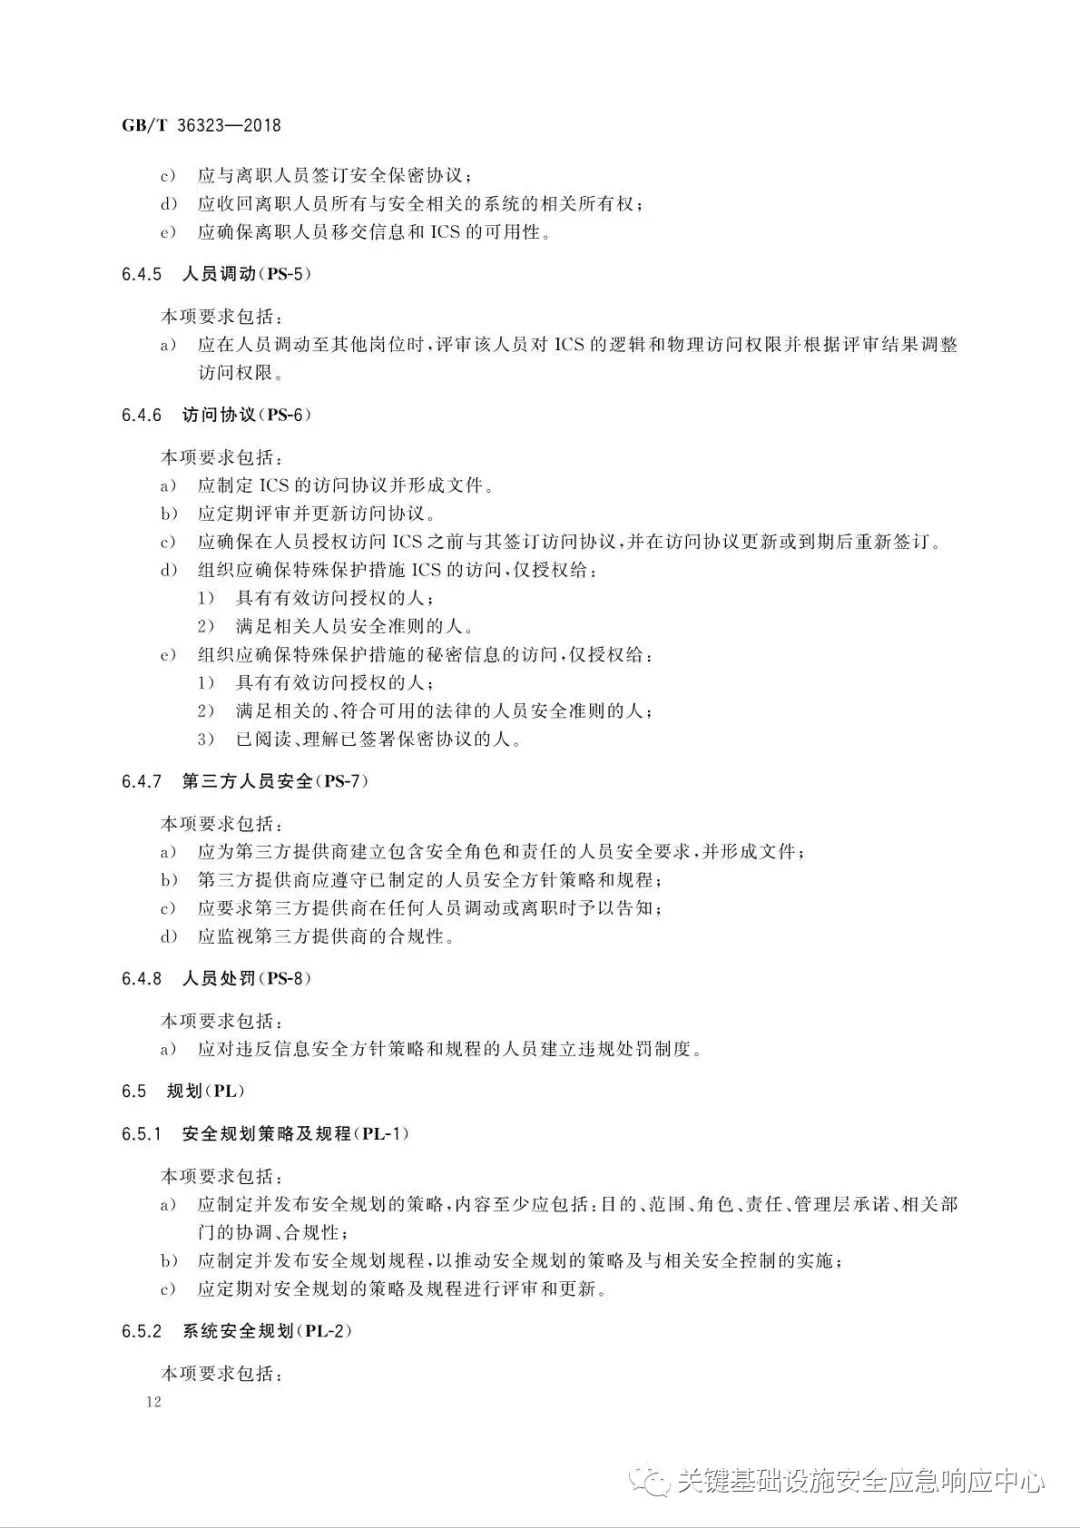 GB/T 36323—2018
c) 应与离职人员签订安全保密协议;
d) 应收回离职人员所有与安全相关的系统的相关所有权;
e) 应确保离职人员移交信息和 ICS 的可用性。
6.4.5 人员调动(PS-5)
本项要求包括:
a) 应在人员调动至其他岗位时,评审该人员对 ICS 的逻辑和物理访问权限并根据评审结果调整
访问权限。
6.4.6 访问协议(PS-6)
本项要求包括:
a) 应制定 ICS 的访问协议并形成文件。
b) 应定期评审并更新访问协议。
c) 应确保在人员授权访问 ICS 之前与其签订访问协议,并在访问协议更新或到期后重新签订。
d) 组织应确保特殊保护措施 ICS 的访问,仅授权给:
1) 具有有效访问授权的人;
2) 满足相关人员安全准则的人。
e) 组织应确保特殊保护措施的秘密信息的访问,仅授权给:
1) 具有有效访问授权的人;
2) 满足相关的、符合可用的法律的人员安全准则的人;
3) 已阅读、理解已签署保密协议的人。
6.4.7 第三方人员安全(PS-7)
本项要求包括:
a) 应为第三方提供商建立包含安全角色和责任的人员安全要求,并形成文件;
b) 第三方提供商应遵守已制定的人员安全方针策略和规程;
c) 应要求第三方提供商在任何人员调动或离职时予以告知;
d) 应监视第三方提供商的合规性。
6.4.8 人员处罚(PS-8)
本项要求包括:
a) 应对违反信息安全方针策略和规程的人员建立违规处罚制度。
6.5 规划(PL)
6.5.1 安全规划策略及规程(PL-1)
本项要求包括:
a) 应制定并发布安全规划的策略,内容至少应包括:目的、范围、角色、责任、管理层承诺、相关部
门的协调、合规性;
b) 应制定并发布安全规划规程,以推动安全规划的策略及与相关安全控制的实施;
c) 应定期对安全规划的策略及规程进行评审和更新。
6.5.2 系统安全规划(PL-2)
本项要求包括:
12
关键基础设施安全应急响应中心